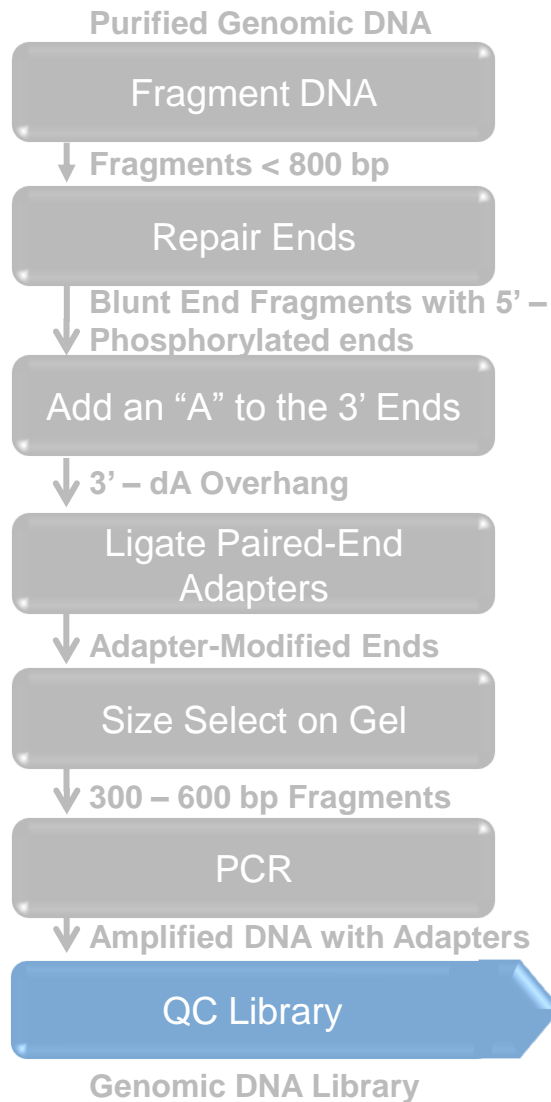 Purified Genomic DNA
Fragment DNA
Fragments < 800 bp
Repair Ends
Blunt End Fragments with 5’ –
Phosphorylated ends
Add an “A” to the 3’ Ends
3’ – dA Overhang
Ligate Paired-End
Adapters
Adapter-Modified Ends
Size Select on Gel
300 – 600 bp Fragments
PCR
Amplified DNA with Adapters
QC Library
Genomic DNA Library